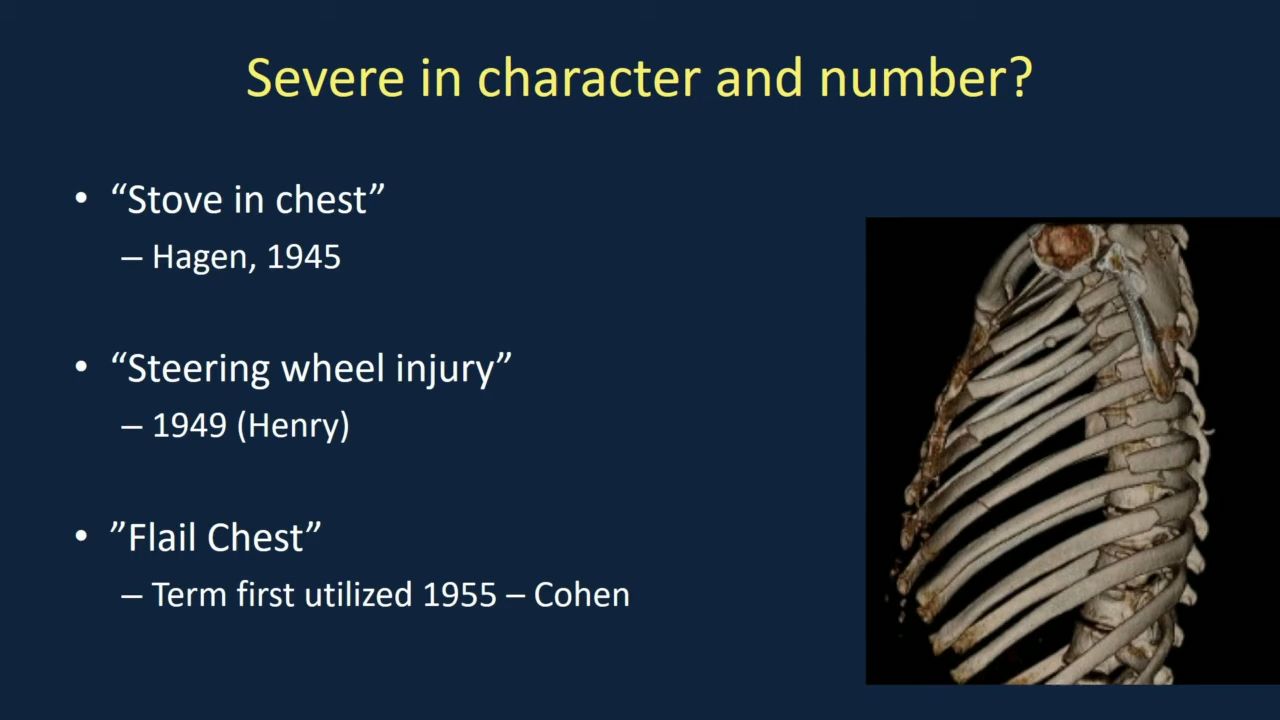 Severe in character and number?
• “Stove in chest”
– Hagen, 1945
• “Steering wheel injury”
– 1949 (Henry)
• ”Flail Chest”
– Term first utilized 1955 – Cohen